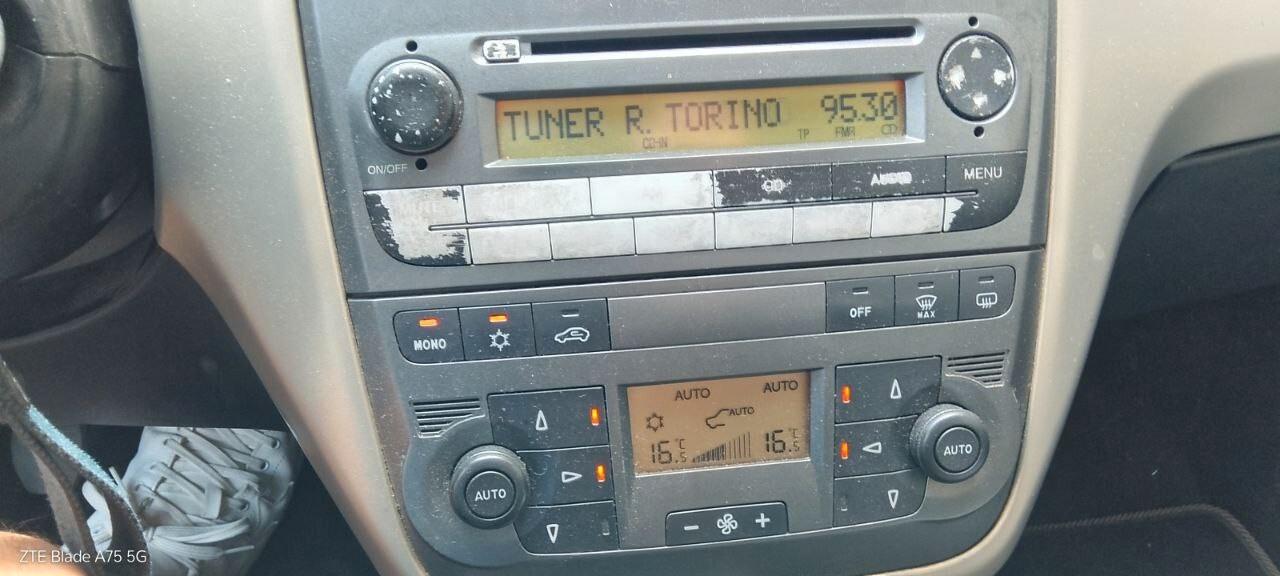 TUNER R. TORINO 95.30
CD-IN TP FMR CD
ON/OFF
AUDIO MENU
MONO
OFF MAX
AUTO AUTO
AUTO
16.5 °C 16.5 °C
AUTO AUTO
− +
ZTE Blade A75 5G